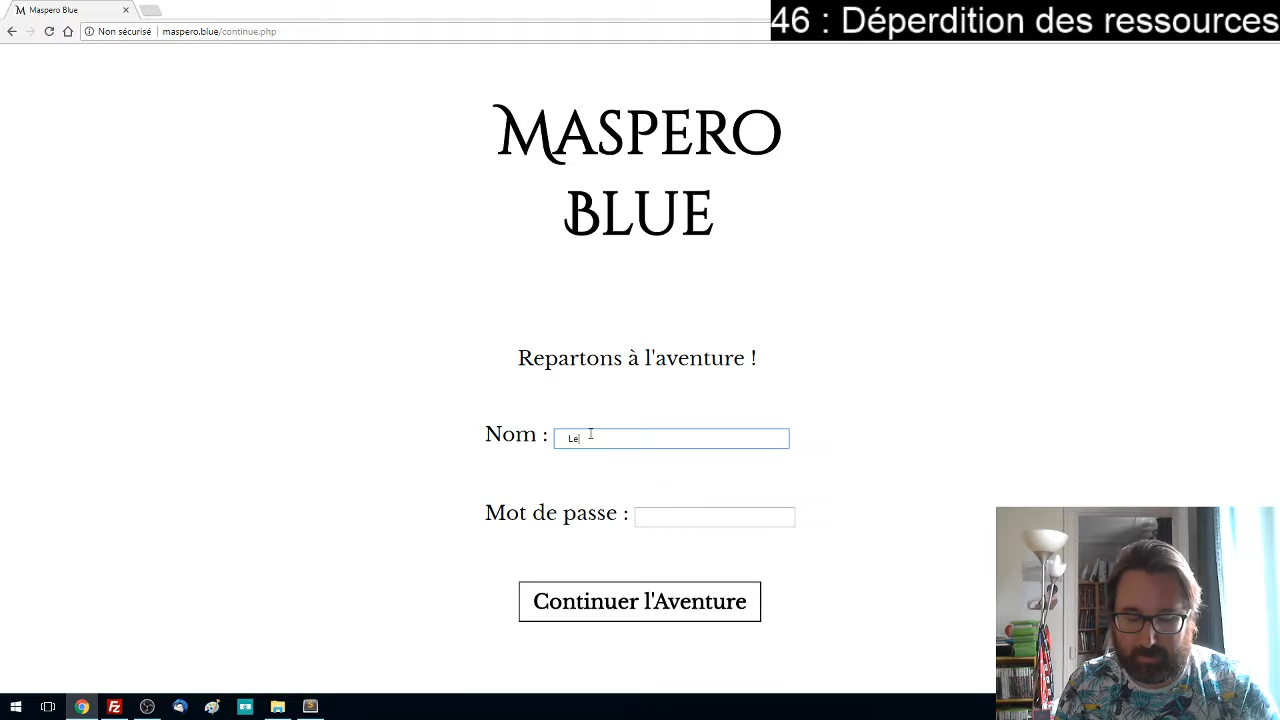 Maspero Blue
46 : Déperdition des ressources
Non sécurisé maspero.blue/continue.php
MASPERO
BLUE
Repartons à l'aventure !
Nom : Le
Mot de passe :
Continuer l'Aventure